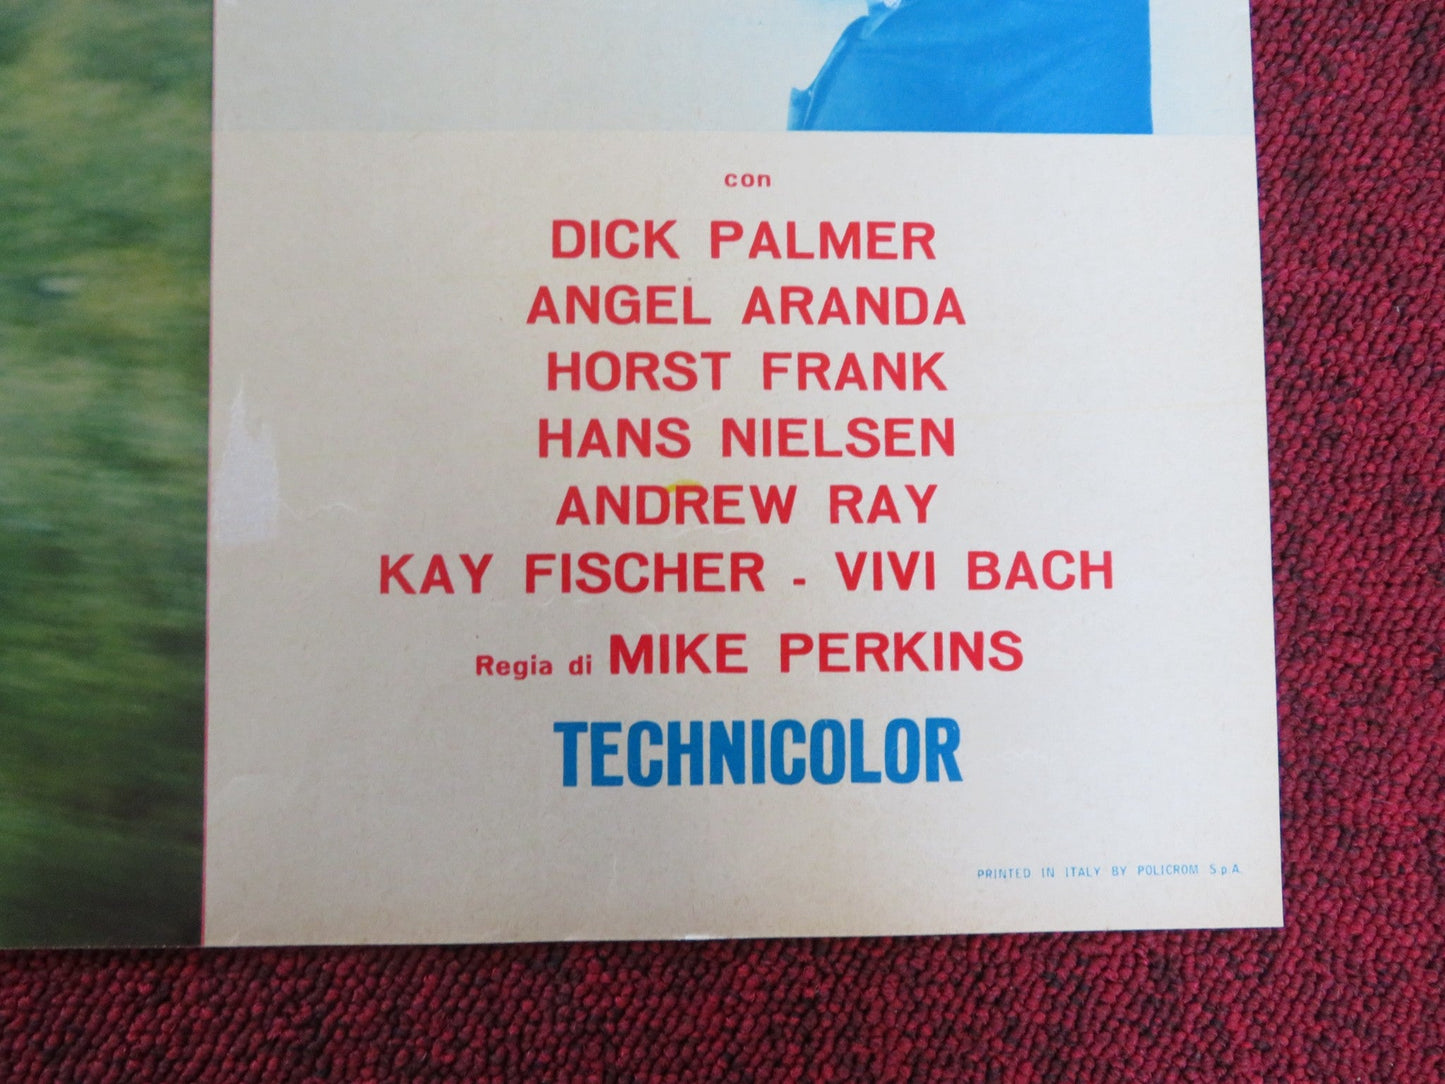 con
DICK PALMER
ANGEL ARANDA
HORST FRANK
HANS NIELSEN
ANDREW RAY
KAY FISCHER - VIVI BACH
Regia di MIKE PERKINS
TECHNICOLOR
PRINTED IN ITALY BY POLICROM S.p.A.